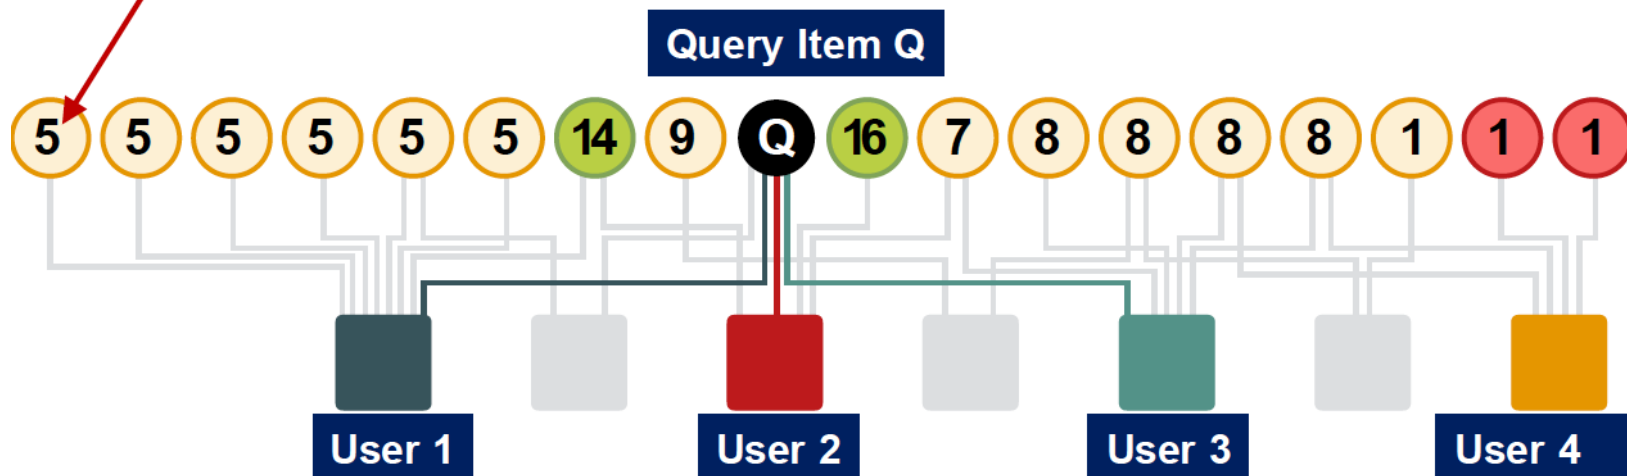 Query Item Q
5 5 5 5 5 5 14 9 Q 16 7 8 8 8 8 1 1 1
User 1 User 2 User 3 User 4